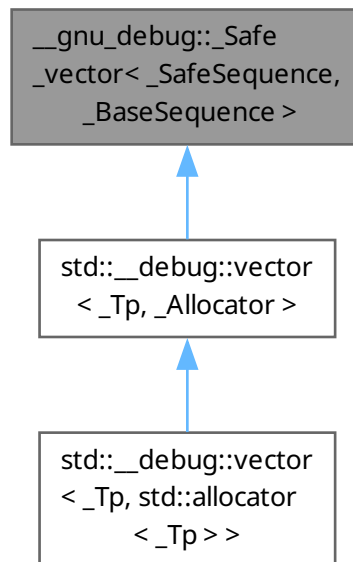 __gnu_debug::_Safe
_vector< _SafeSequence,
_BaseSequence >
std::__debug::vector
< _Tp, _Allocator >
std::__debug::vector
< _Tp, std::allocator
< _Tp > >